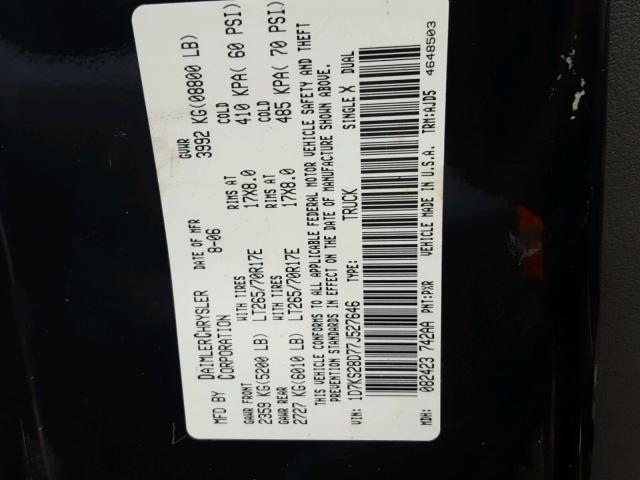 MFD BY DAIMLERCHRYSLER CORPORATION DATE OF MFR 8-06 GVWR 3992 KG(08800 LB)
GAWR FRONT WITH TIRES RIMS AT COLD
2359 KG(5200 LB) LT265/70R17E 17X8.0 410 KPA( 60 PSI)
GAWR REAR WITH TIRES RIMS AT COLD
2727 KG(6010 LB) LT265/70R17E 17X8.0 485 KPA( 70 PSI)
THIS VEHICLE CONFORMS TO ALL APPLICABLE FEDERAL MOTOR VEHICLE SAFETY AND THEFT
PREVENTION STANDARDS IN EFFECT ON THE DATE OF MANUFACTURE SHOWN ABOVE.
VIN: 1D7KS28D77J527646 TYPE: TRUCK SINGLE X DUAL
MDH: 082423 742AA PNT: PXR VEHICLE MADE IN U.S.A. TRM: AJD5 4648503